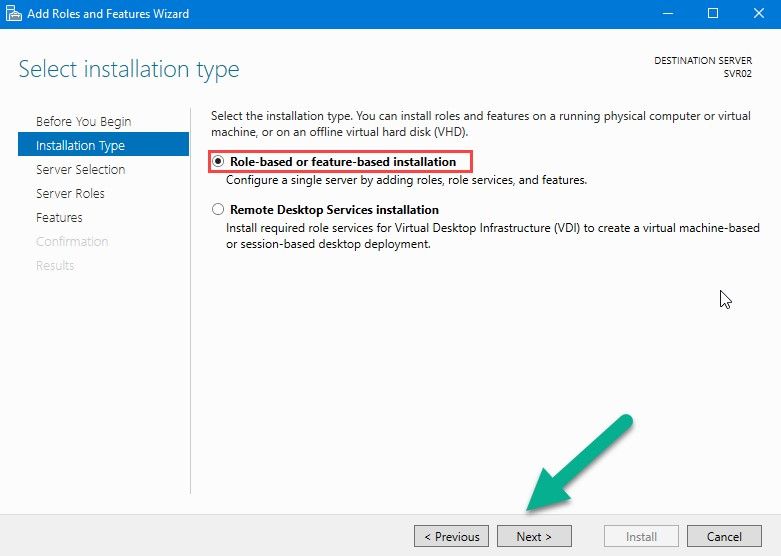 Add Roles and Features Wizard
Select installation type
DESTINATION SERVER
SVR02
Before You Begin
Installation Type
Server Selection
Server Roles
Features
Confirmation
Results
Select the installation type. You can install roles and features on a running physical computer or virtual
machine, or on an offline virtual hard disk (VHD).
Role-based or feature-based installation
Configure a single server by adding roles, role services, and features.
Remote Desktop Services installation
Install required role services for Virtual Desktop Infrastructure (VDI) to create a virtual machine-based
or session-based desktop deployment.
< Previous
Next >
Install
Cancel